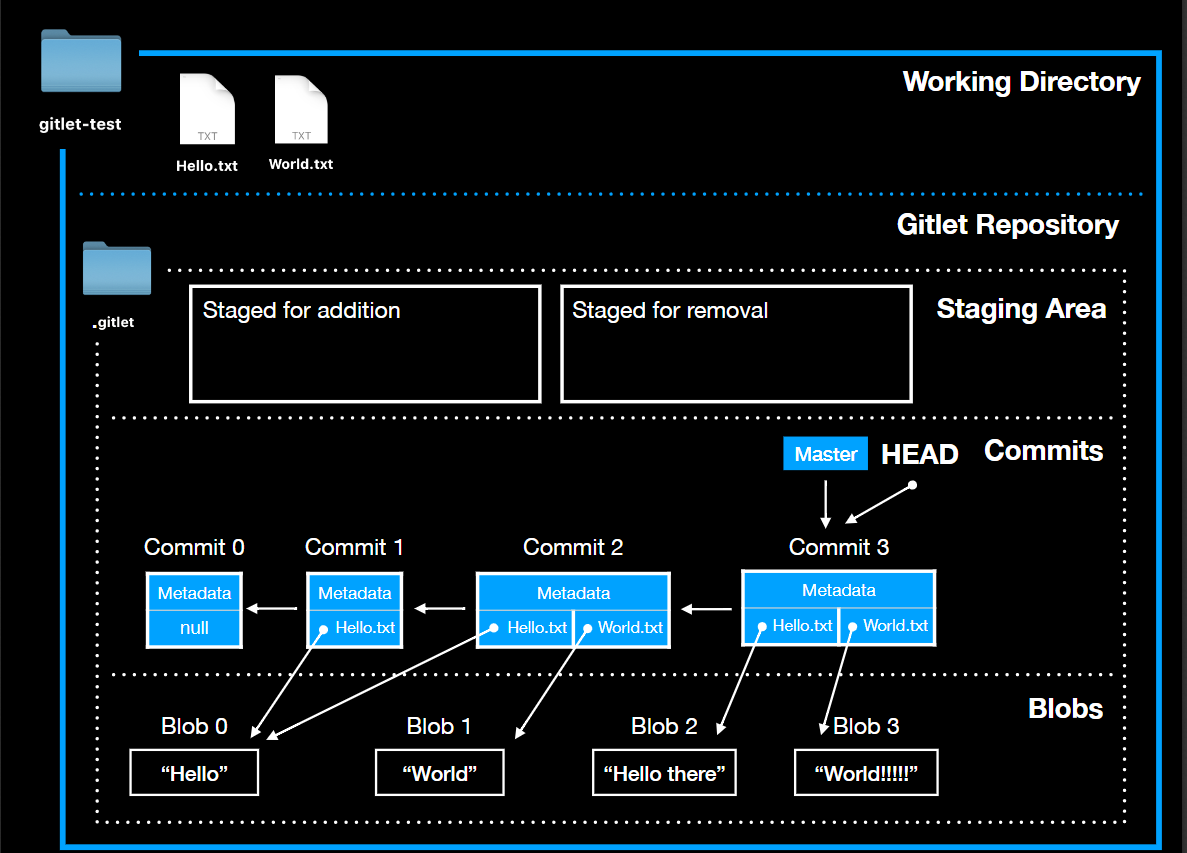 Working Directory
gitlet-test
TXT
TXT
Hello.txt
World.txt
Gitlet Repository
.gitlet
Staged for addition
Staged for removal
Staging Area
Master
HEAD
Commits
Commit 0
Commit 1
Commit 2
Commit 3
Metadata
Metadata
Metadata
Metadata
null
Hello.txt
Hello.txt
World.txt
Hello.txt
World.txt
Blobs
Blob 0
Blob 1
Blob 2
Blob 3
“Hello”
“World”
“Hello there”
“World!!!!!”